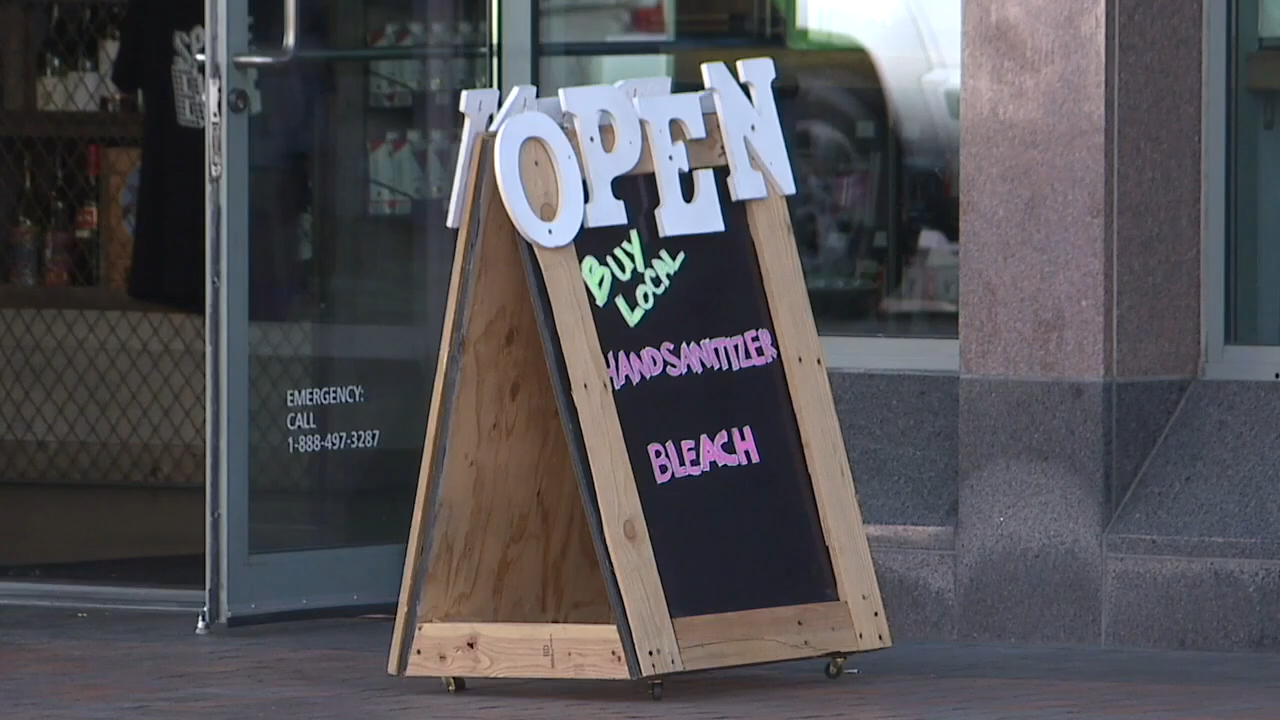 OPEN
BUY
LOCAL
HANDSANITIZER
BLEACH
EMERGENCY:
CALL
1-888-497-3287